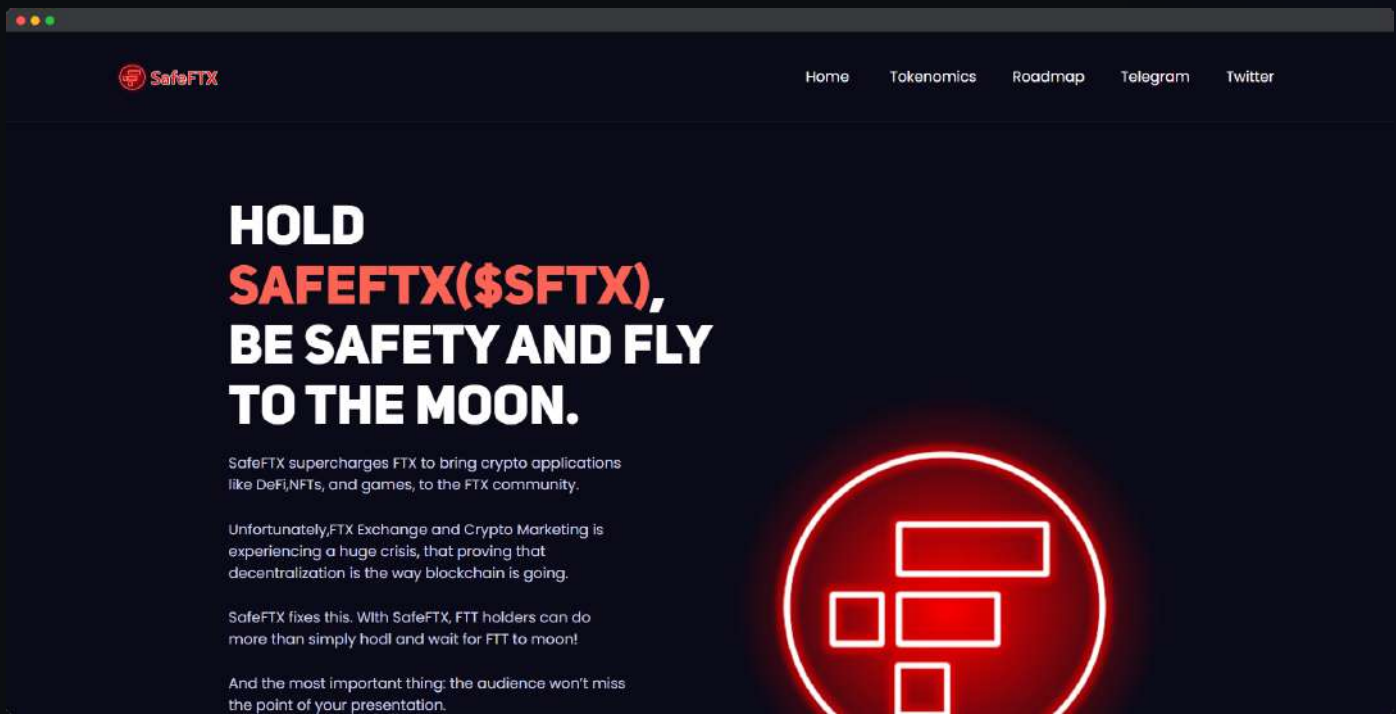 SafeFTX
Home Tokenomics Roadmap Telegram Twitter
HOLD
SAFEFTX($SFTX),
BE SAFETY AND FLY
TO THE MOON.
SafeFTX supercharges FTX to bring crypto applications
like DeFi,NFTs, and games, to the FTX community.
Unfortunately,FTX Exchange and Crypto Marketing is
experiencing a huge crisis, that proving that
decentralization is the way blockchain is going.
SafeFTX fixes this. WIth SafeFTX, FTT holders can do
more than simply hodl and wait for FTT to moon!
And the most important thing: the audience won't miss
the point of your presentation.